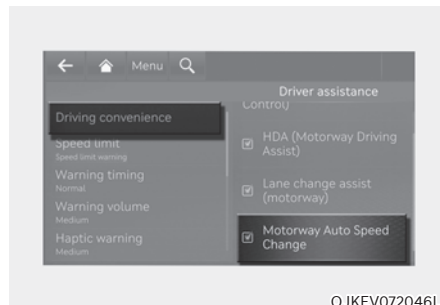 Menu
Driver assistance
Driving convenience
Speed limit
Speed limit warning
Warning timing
Normal
Warning volume
Medium
Haptic warning
Medium
Control)
HDA (Motorway Driving
Assist)
Lane change assist
(motorway)
Motorway Auto Speed
Change
OJKEV072046L